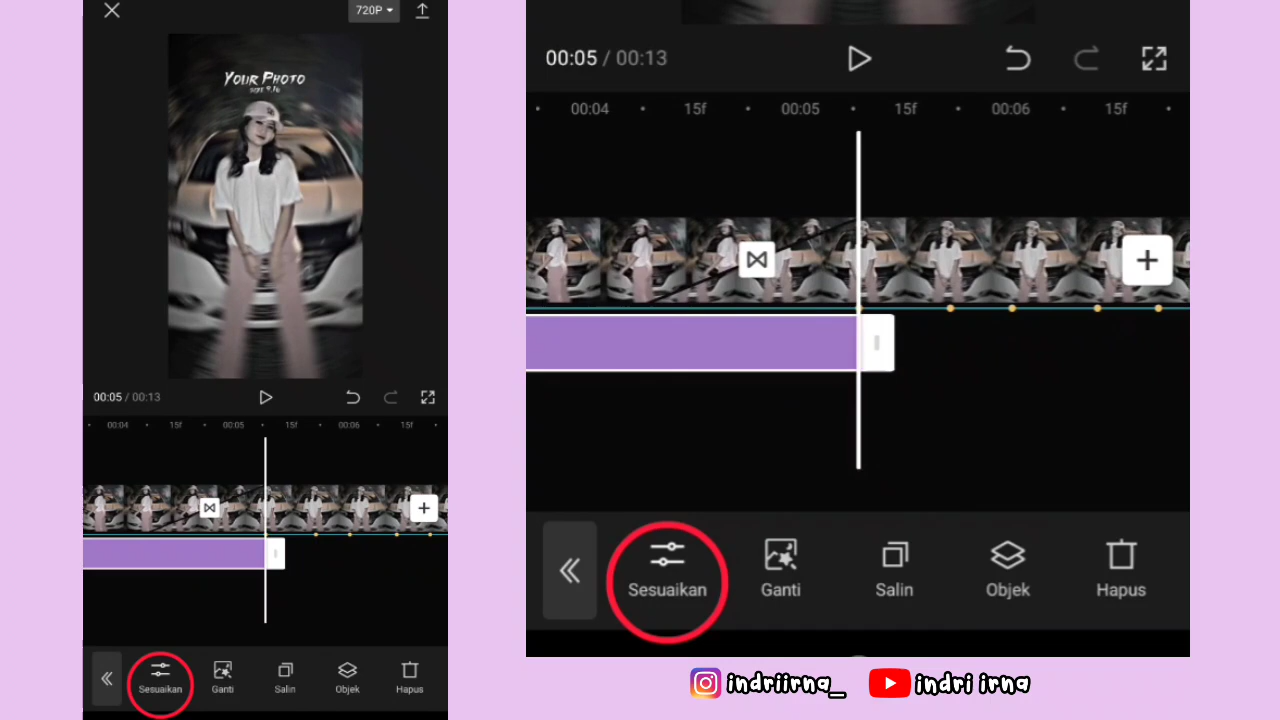 720P
YOUR PHOTO
SEPT 9.16
00:05 / 00:13
00:04 15f 00:05 15f 00:06 15f
Sesuaikan Ganti Salin Objek Hapus
00:05 / 00:13
00:04 15f 00:05 15f 00:06 15f
Sesuaikan Ganti Salin Objek Hapus
indriirna_ indri irna